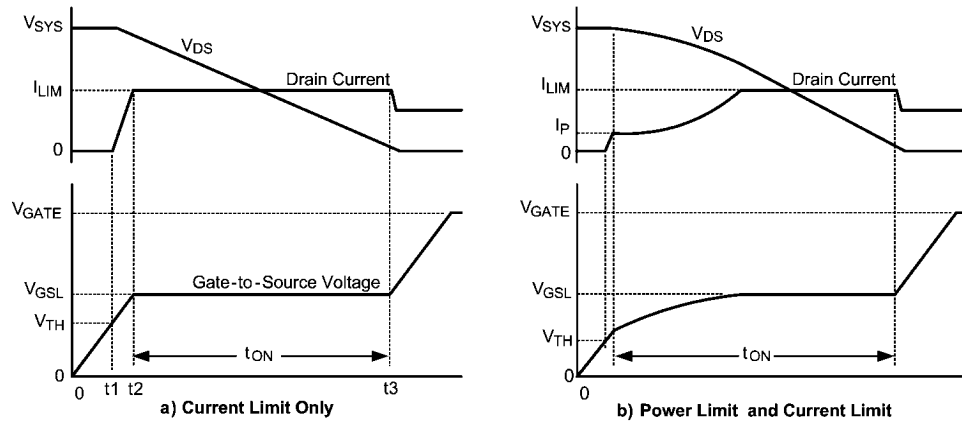 VSYS
VDS
ILIM
Drain Current
0
VGATE
VGSL
Gate-to-Source Voltage
VTH
tON
0
0
t1
t2
t3
a) Current Limit Only
VSYS
VDS
ILIM
Drain Current
IP
0
VGATE
VGSL
VTH
tON
0
0
b) Power Limit and Current Limit